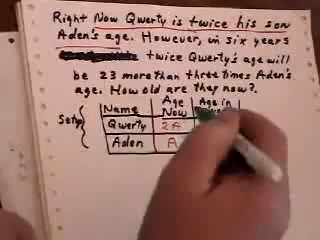 Right Now Qwerty is twice his son
Aden's age. However, in six years
twice Qwerty's age will
be 23 more than three times Aden's
age. How old are they now?.
Setup
Name Age Now Age in
Qwerty 2A
Aden A